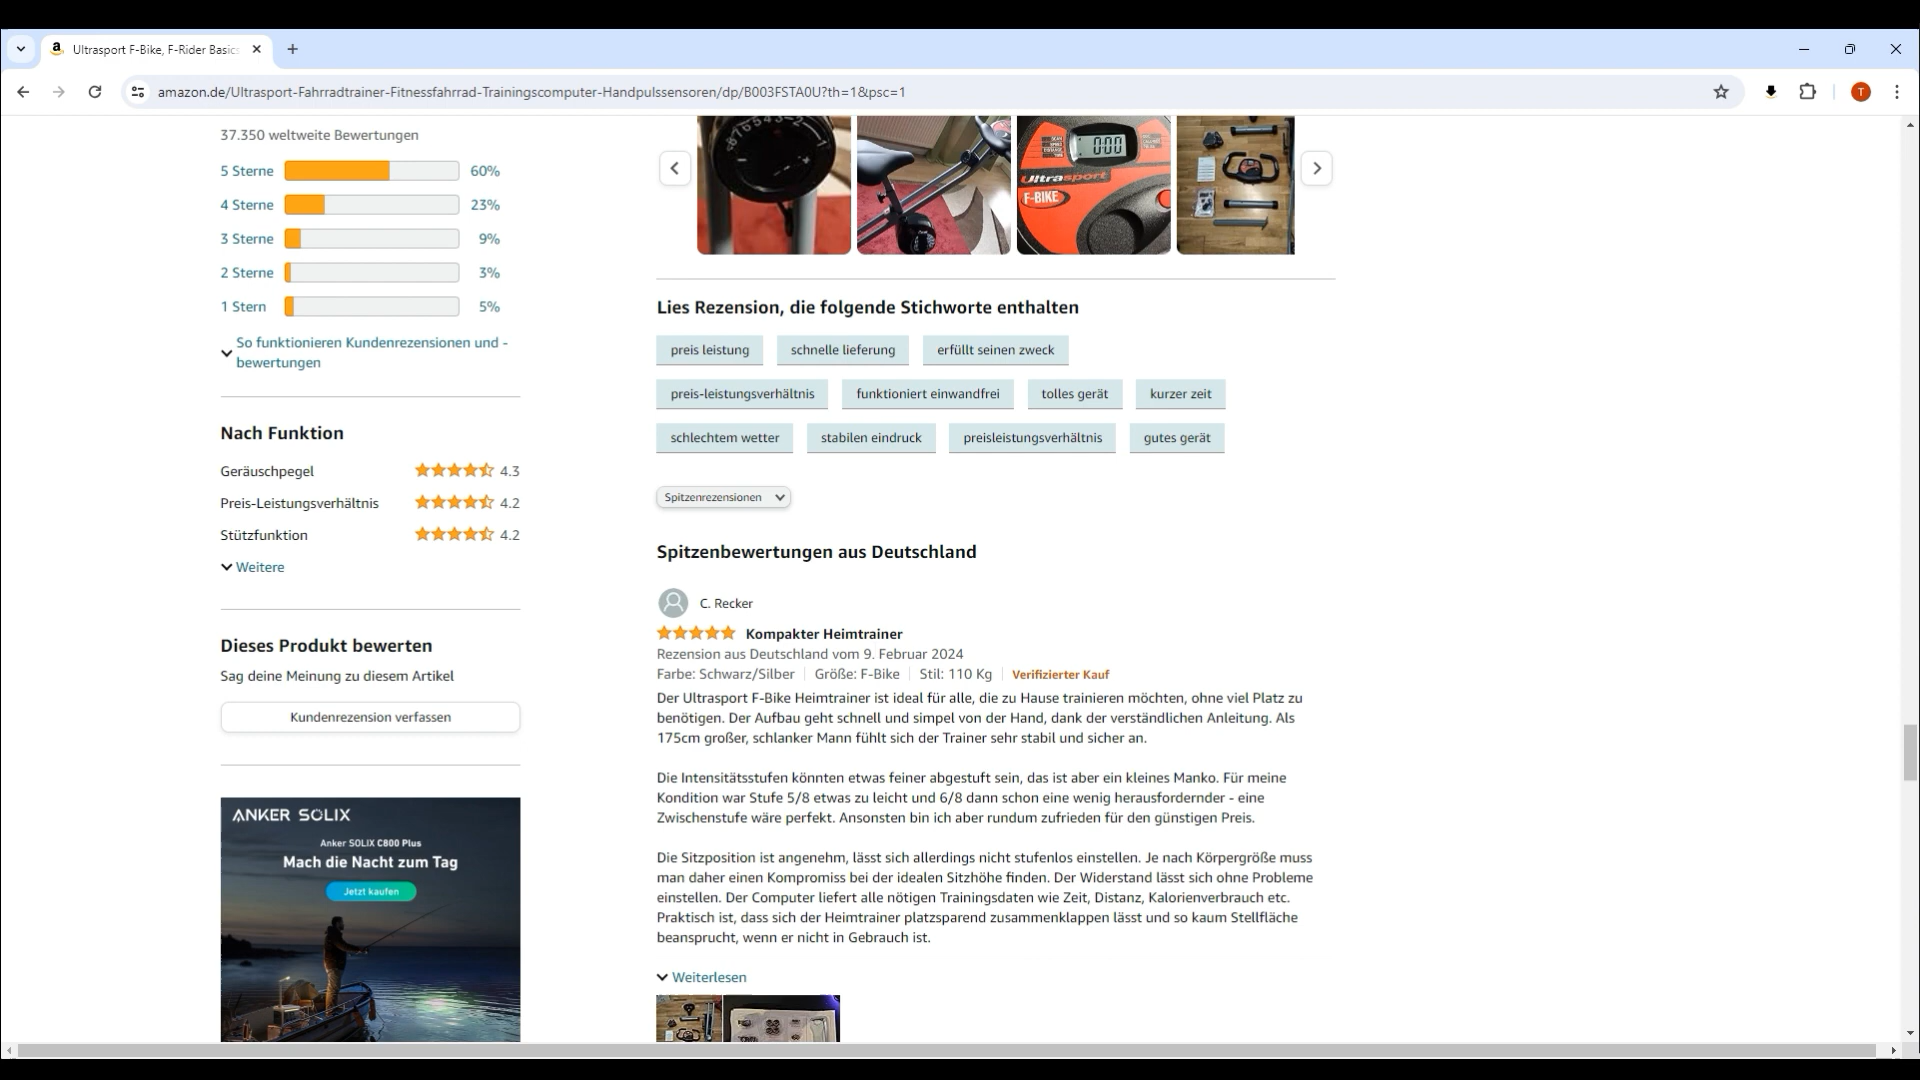 Ultrasport F-Bike, F-Rider Basics
amazon.de/Ultrasport-Fahrradtrainer-Fitnessfahrrad-Trainingscomputer-Handpulssensoren/dp/B003FSTA0U?th=1&psc=1
T
37.350 weltweite Bewertungen
5 Sterne 60%
4 Sterne 23%
3 Sterne 9%
2 Sterne 3%
1 Stern 5%
So funktionieren Kundenrezensionen und -
bewertungen
Nach Funktion
Geräuschpegel 4.3
Preis-Leistungsverhältnis 4.2
Stützfunktion 4.2
Weitere
Dieses Produkt bewerten
Sag deine Meinung zu diesem Artikel
Kundenrezension verfassen
ANKER SOLIX
Anker SOLIX C800 Plus
Mach die Nacht zum Tag
Jetzt kaufen
000
Ultrasport
F-BIKE
Lies Rezension, die folgende Stichworte enthalten
preis leistung schnelle lieferung erfüllt seinen zweck
preis-leistungsverhältnis funktioniert einwandfrei tolles gerät kurzer zeit
schlechtem wetter stabilen eindruck preisleistungsverhältnis gutes gerät
Spitzenrezensionen
Spitzenbewertungen aus Deutschland
C. Recker
Kompakter Heimtrainer
Rezension aus Deutschland vom 9. Februar 2024
Farbe: Schwarz/Silber Größe: F-Bike Stil: 110 Kg Verifizierter Kauf
Der Ultrasport F-Bike Heimtrainer ist ideal für alle, die zu Hause trainieren möchten, ohne viel Platz zu
benötigen. Der Aufbau geht schnell und simpel von der Hand, dank der verständlichen Anleitung. Als
175cm großer, schlanker Mann fühlt sich der Trainer sehr stabil und sicher an.
Die Intensitätsstufen könnten etwas feiner abgestuft sein, das ist aber ein kleines Manko. Für meine
Kondition war Stufe 5/8 etwas zu leicht und 6/8 dann schon eine wenig herausfordernder - eine
Zwischenstufe wäre perfekt. Ansonsten bin ich aber rundum zufrieden für den günstigen Preis.
Die Sitzposition ist angenehm, lässt sich allerdings nicht stufenlos einstellen. Je nach Körpergröße muss
man daher einen Kompromiss bei der idealen Sitzhöhe finden. Der Widerstand lässt sich ohne Probleme
einstellen. Der Computer liefert alle nötigen Trainingsdaten wie Zeit, Distanz, Kalorienverbrauch etc.
Praktisch ist, dass sich der Heimtrainer platzsparend zusammenklappen lässt und so kaum Stellfläche
beansprucht, wenn er nicht in Gebrauch ist.
Weiterlesen